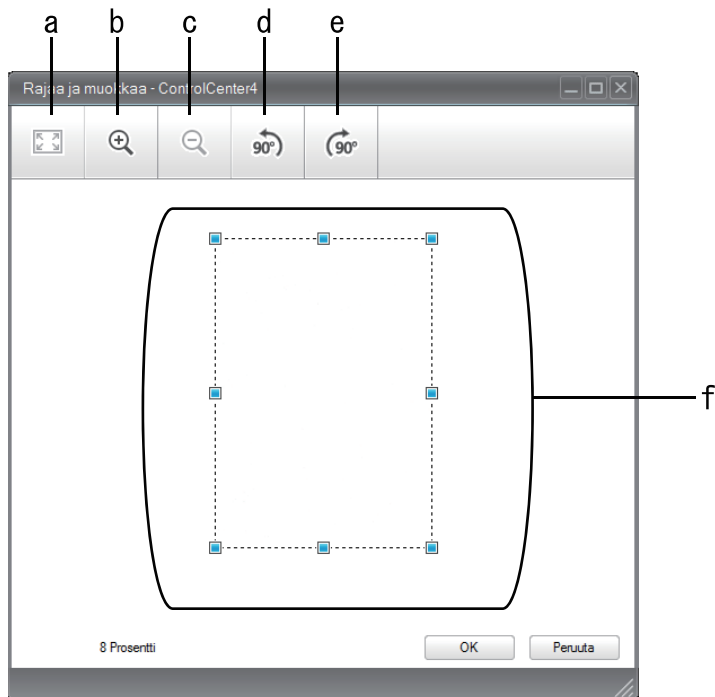 a b c d e
Rajaa ja muokkaa - ControlCenter4
90° 90°
f
8 Prosentti OK Peruuta